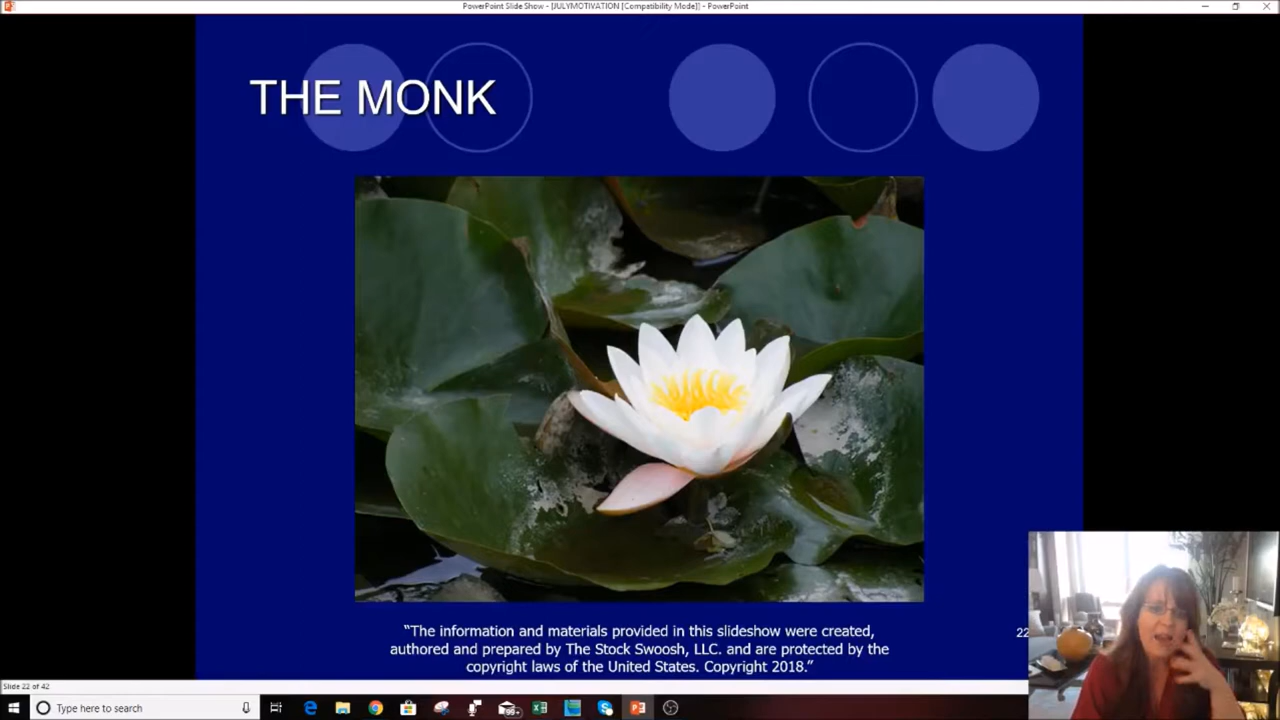 PowerPoint Slide Show - [JULYMOTIVATION [Compatibility Mode]] - PowerPoint
THE MONK
“The information and materials provided in this slideshow were created,
authored and prepared by The Stock Swoosh, LLC. and are protected by the
copyright laws of the United States. Copyright 2018.”
22
Slide 22 of 42
Type here to search
99+